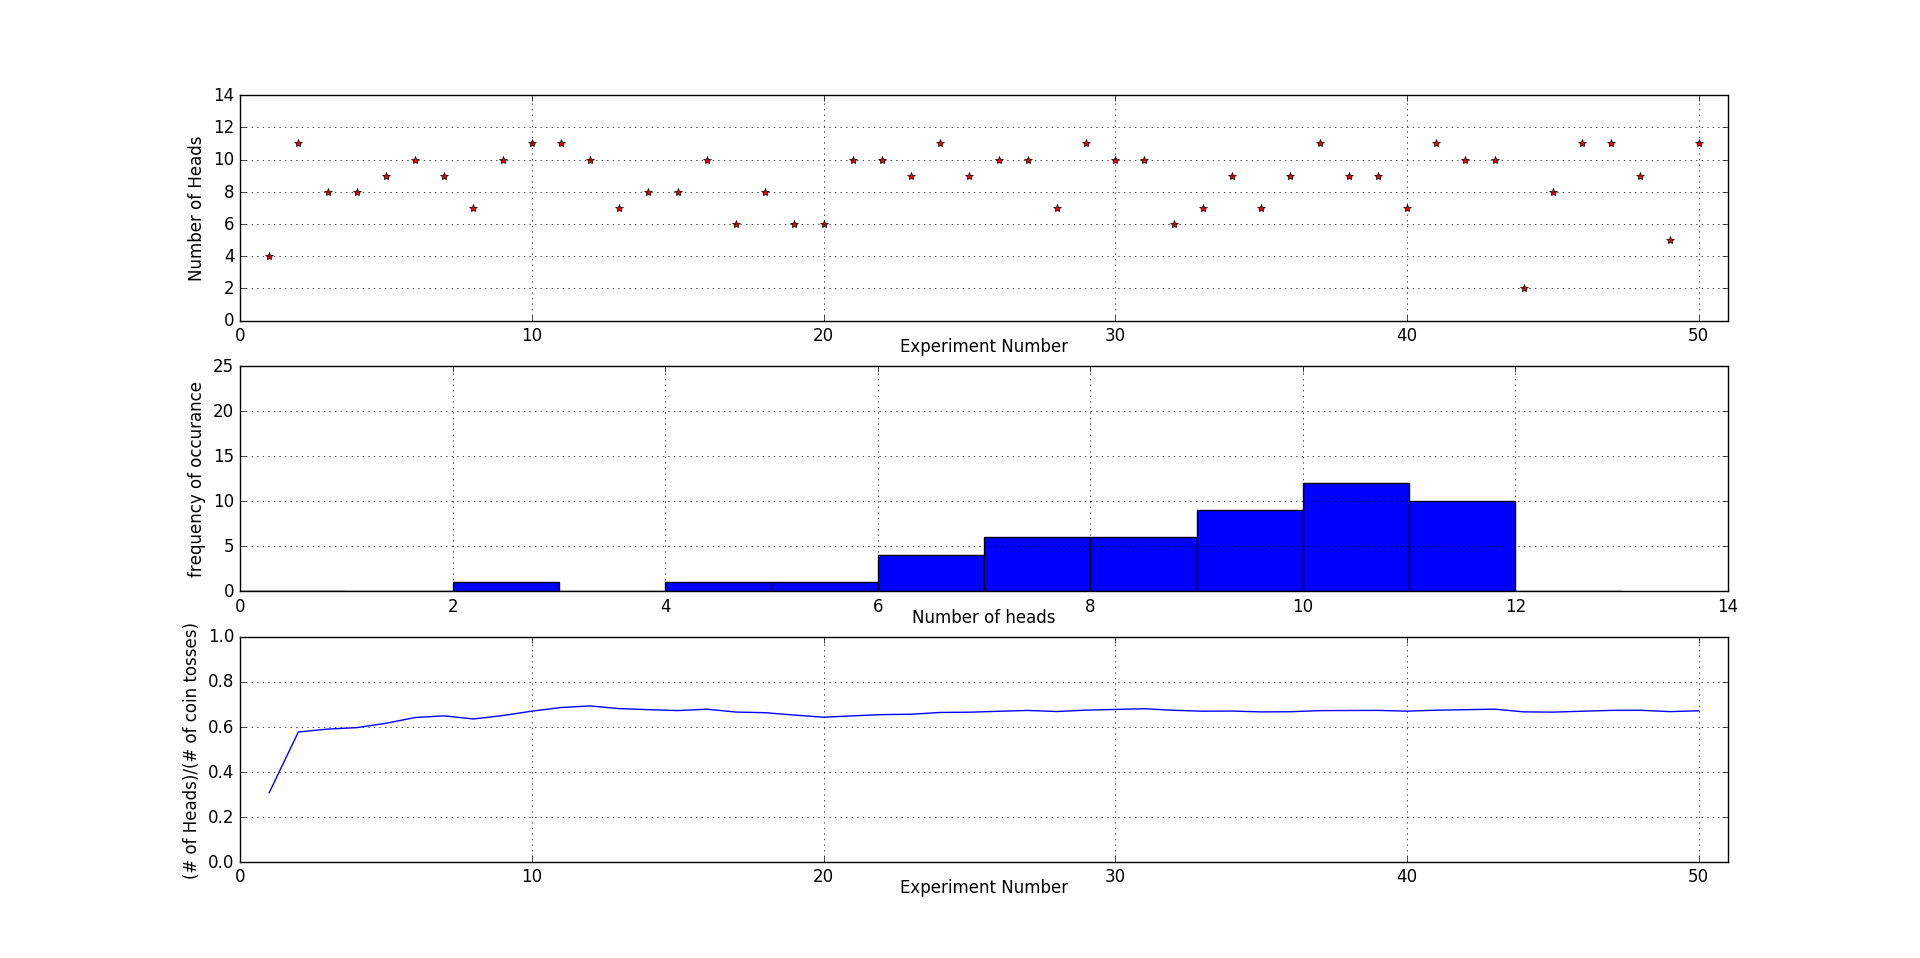 Number of Heads
14
12
10
8
6
4
2
0
0 10 20 30 40 50
Experiment Number
frequency of occurance
25
20
15
10
5
0
0 2 4 6 8 10 12 14
Number of heads
(# of Heads)/(# of coin tosses)
1.0
0.8
0.6
0.4
0.2
0.0
0 10 20 30 40 50
Experiment Number